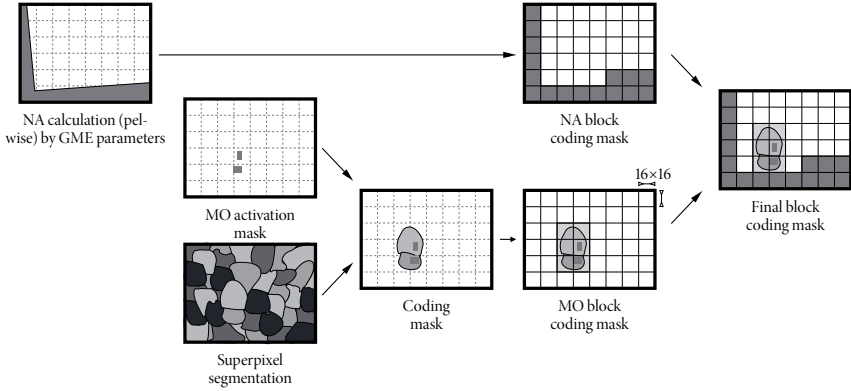 NA calculation (pel-
wise) by GME parameters
NA block
coding mask
MO activation
mask
16×16
Final block
coding mask
Coding
mask
MO block
coding mask
Superpixel
segmentation